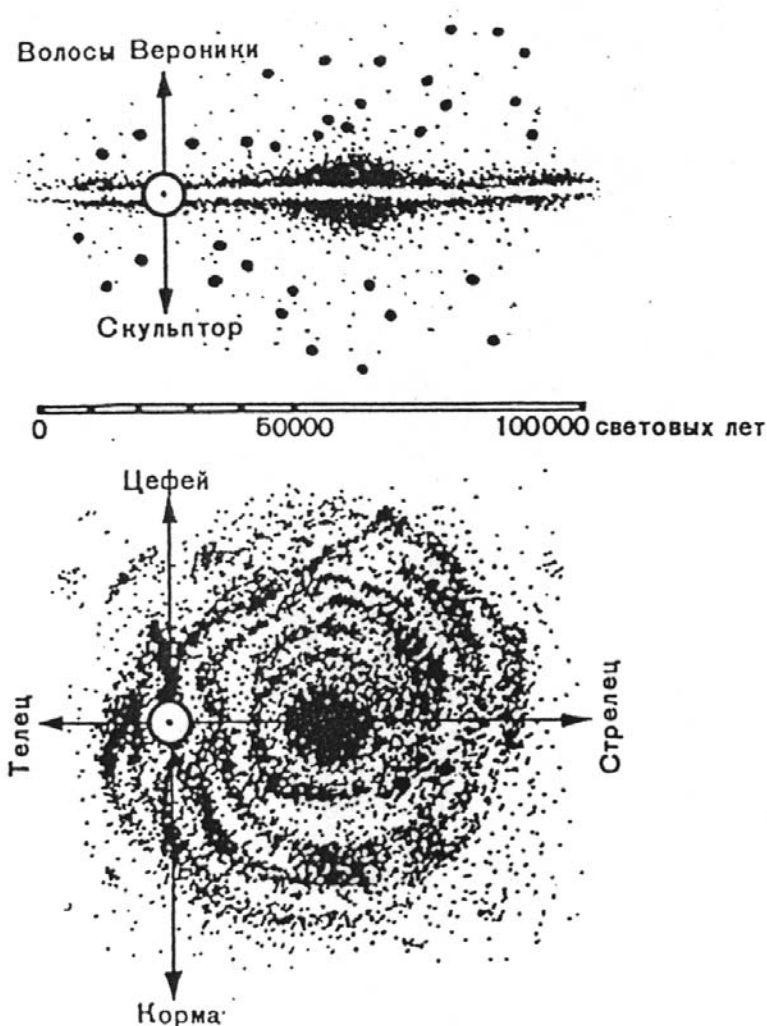 Волосы Вероники
Скульптор
0 50000 100000 световых лет
Цефей
Телец
Стрелец
Корма